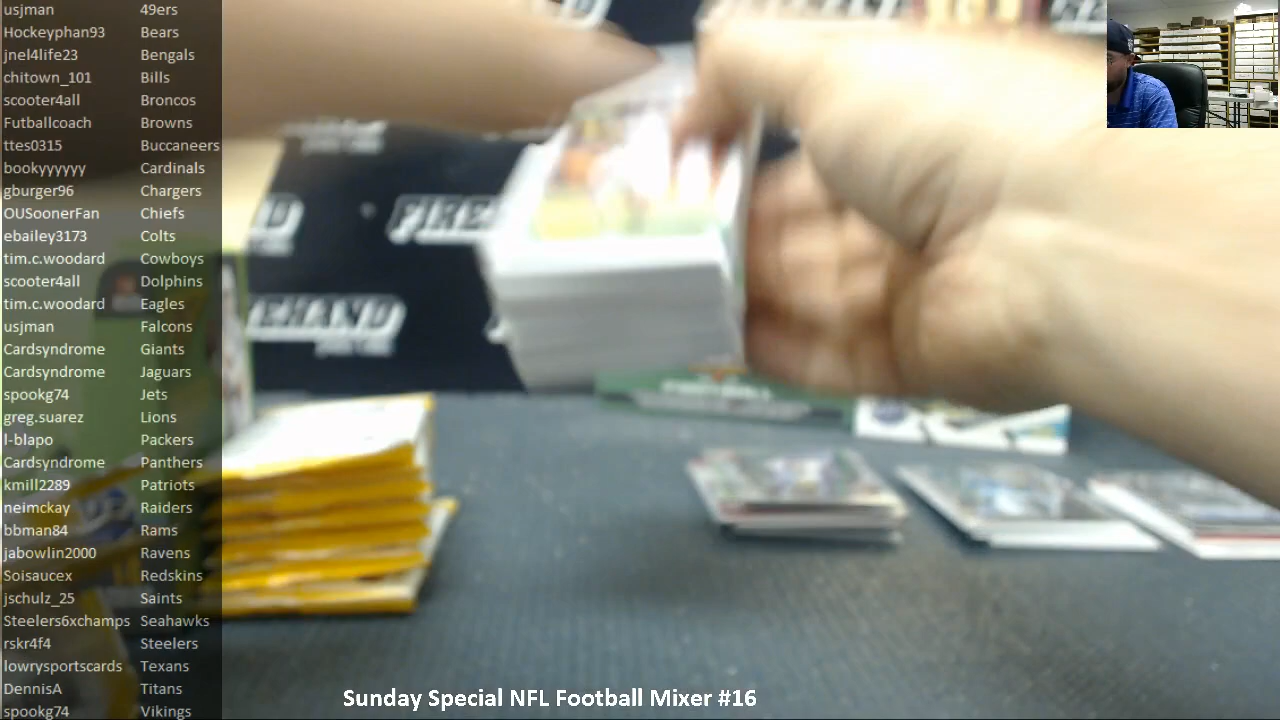 usjman 49ers
Hockeyphan93 Bears
jnel4life23 Bengals
chitown_101 Bills
scooter4all Broncos
Futballcoach Browns
ttes0315 Buccaneers
bookyyyyyy Cardinals
gburger96 Chargers
OUSoonerFan Chiefs
ebailey3173 Colts
tim.c.woodard Cowboys
scooter4all Dolphins
tim.c.woodard Eagles
usjman Falcons
Cardsyndrome Giants
Cardsyndrome Jaguars
spookg74 Jets
greg.suarez Lions
l-blapo Packers
Cardsyndrome Panthers
kmill2289 Patriots
neimckay Raiders
bbman84 Rams
jabowlin2000 Ravens
Soisaucex Redskins
jschulz_25 Saints
Steelers6xchamps Seahawks
rskr4f4 Steelers
lowrysportscards Texans
DennisA Titans
spookg74 Vikings
Sunday Special NFL Football Mixer #16